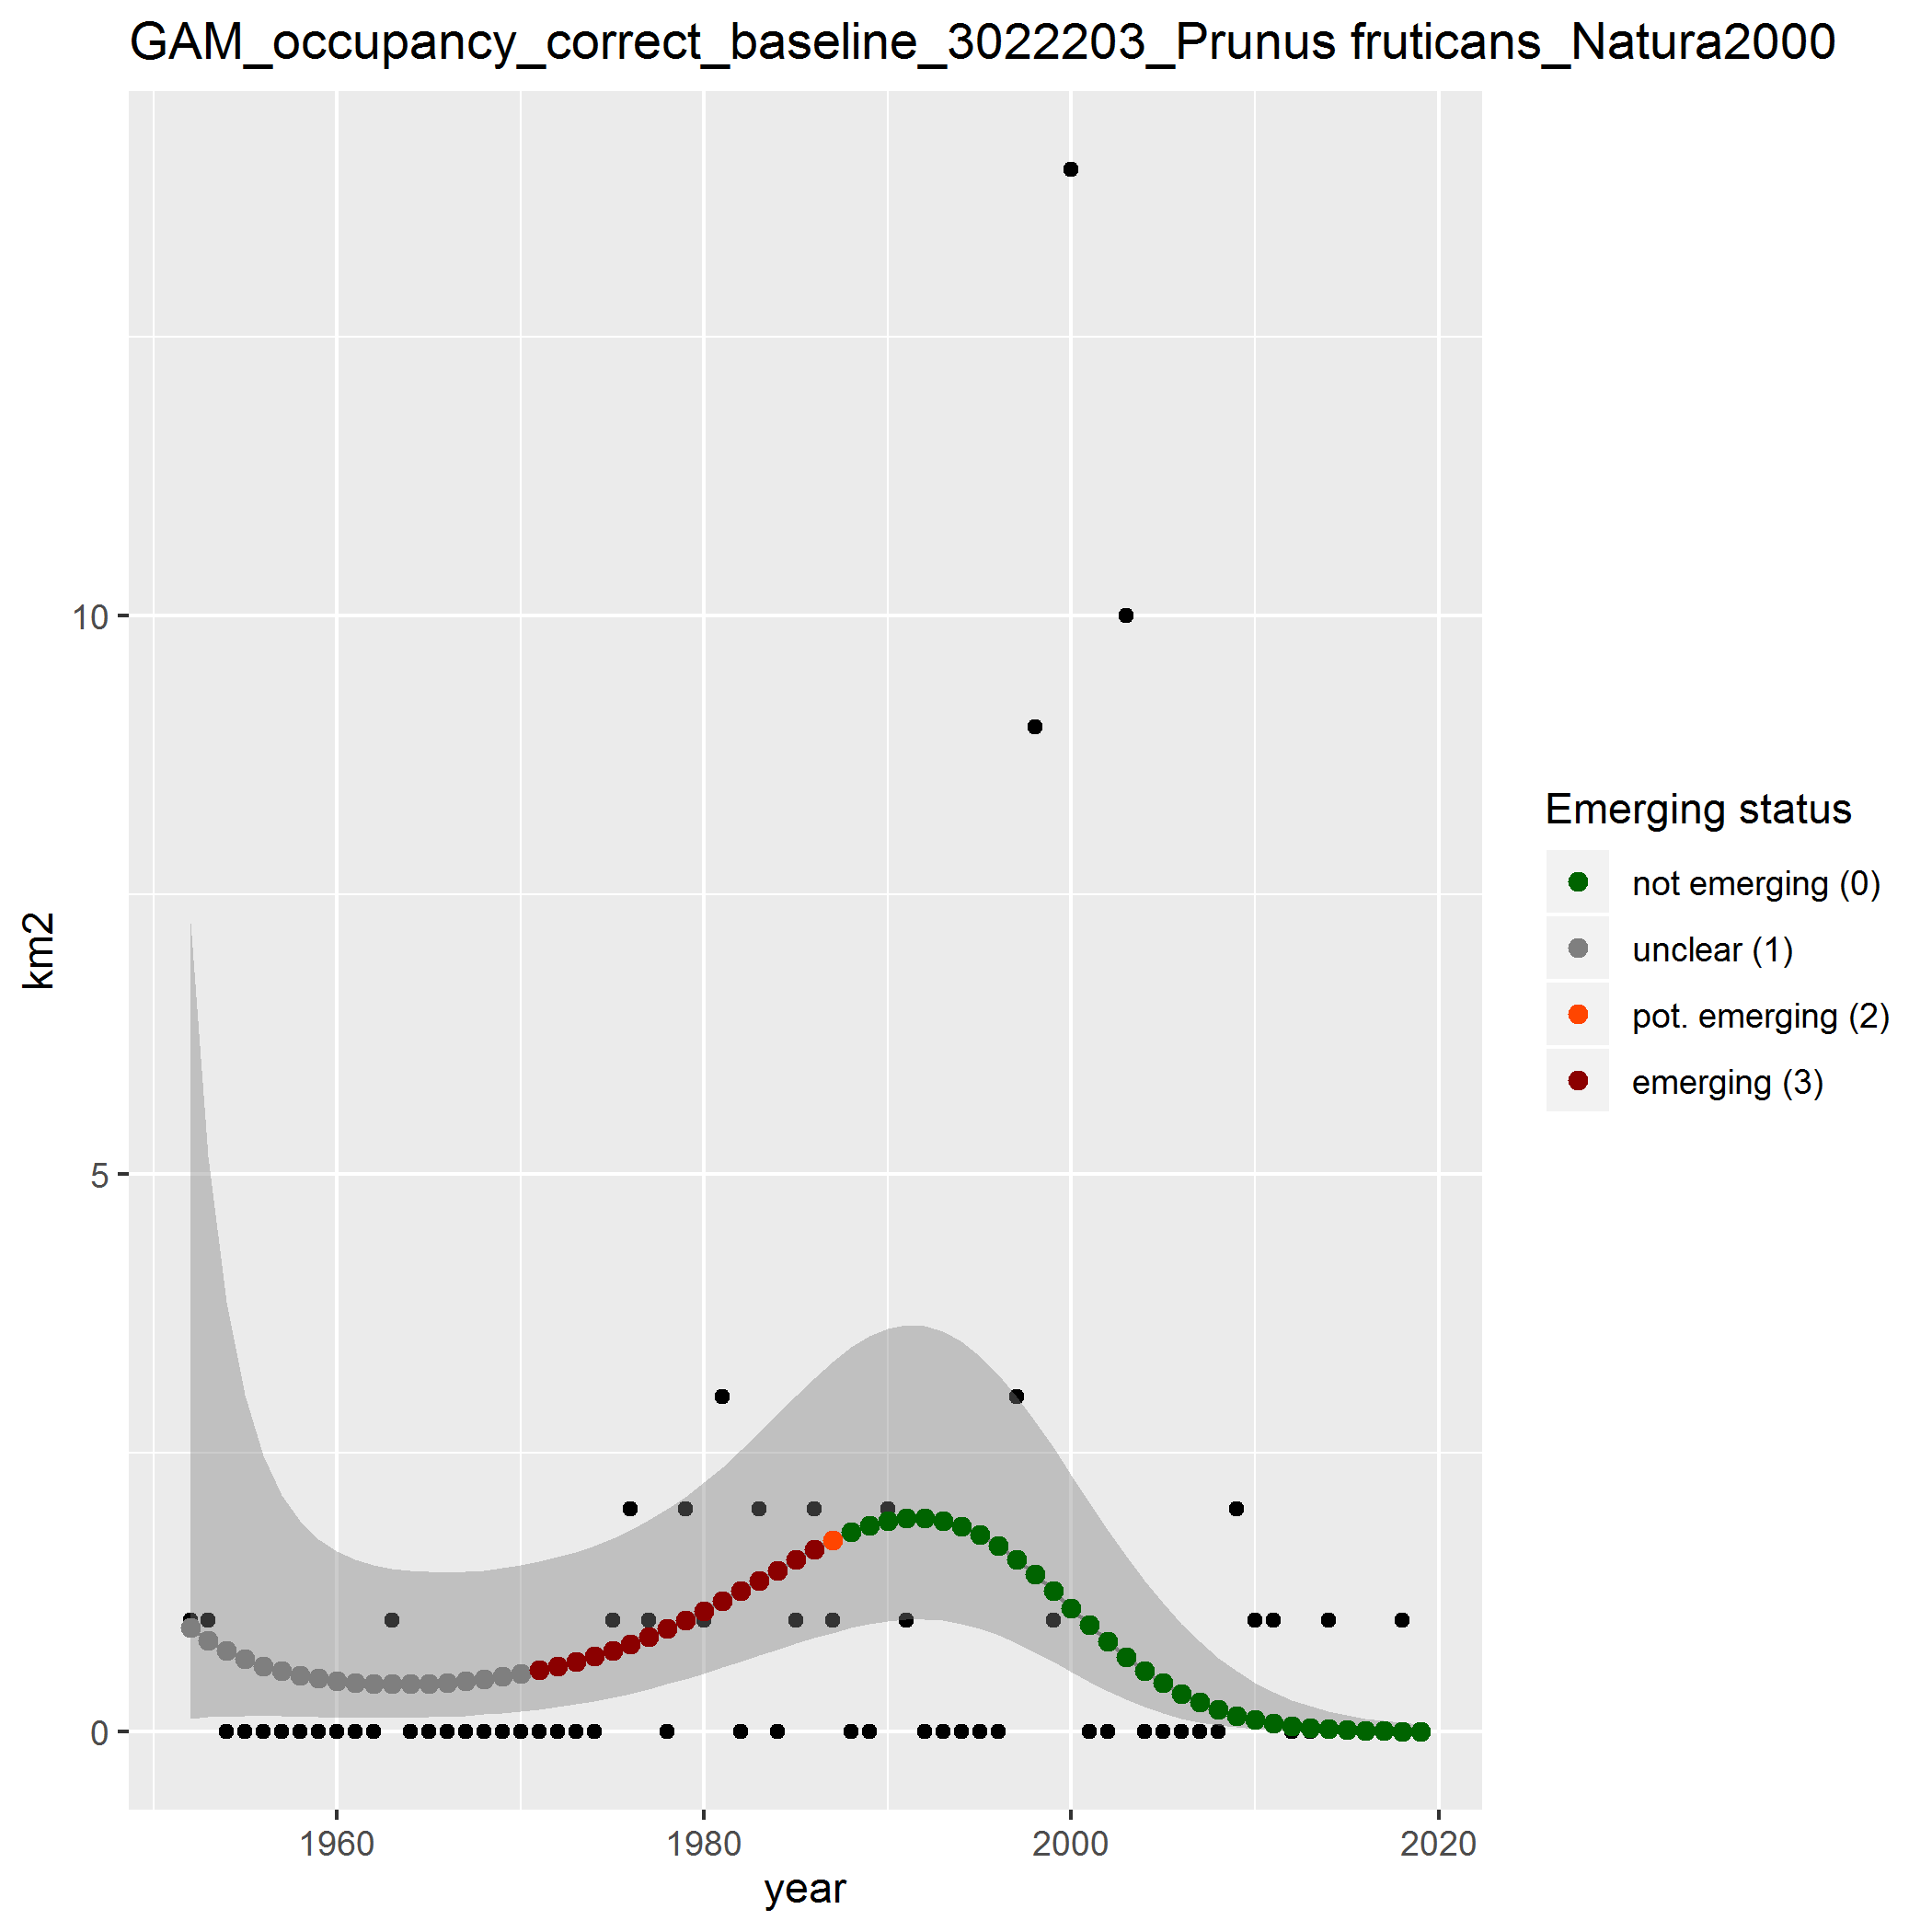 GAM_occupancy_correct_baseline_3022203_Prunus fruticans_Natura2000
km2
10
5
0
1960
1980
2000
2020
year
Emerging status
not emerging (0)
unclear (1)
pot. emerging (2)
emerging (3)